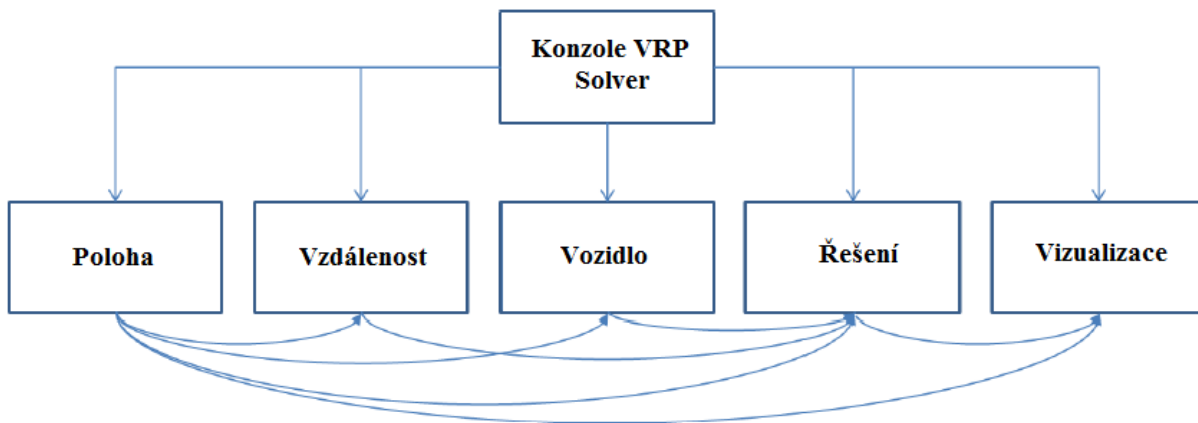 Konzole VRP
Solver
Poloha
Vzdálenost
Vozidlo
Řešení
Vizualizace